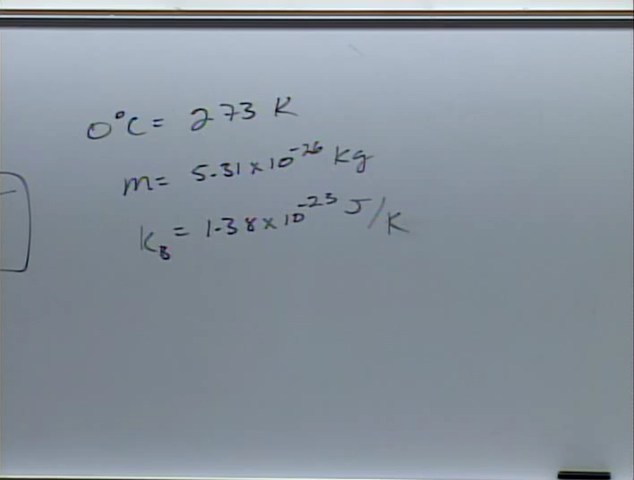 0°C = 273 K
m = 5.31 × 10⁻²⁶ kg
k_B = 1.38 × 10⁻²³ J/K